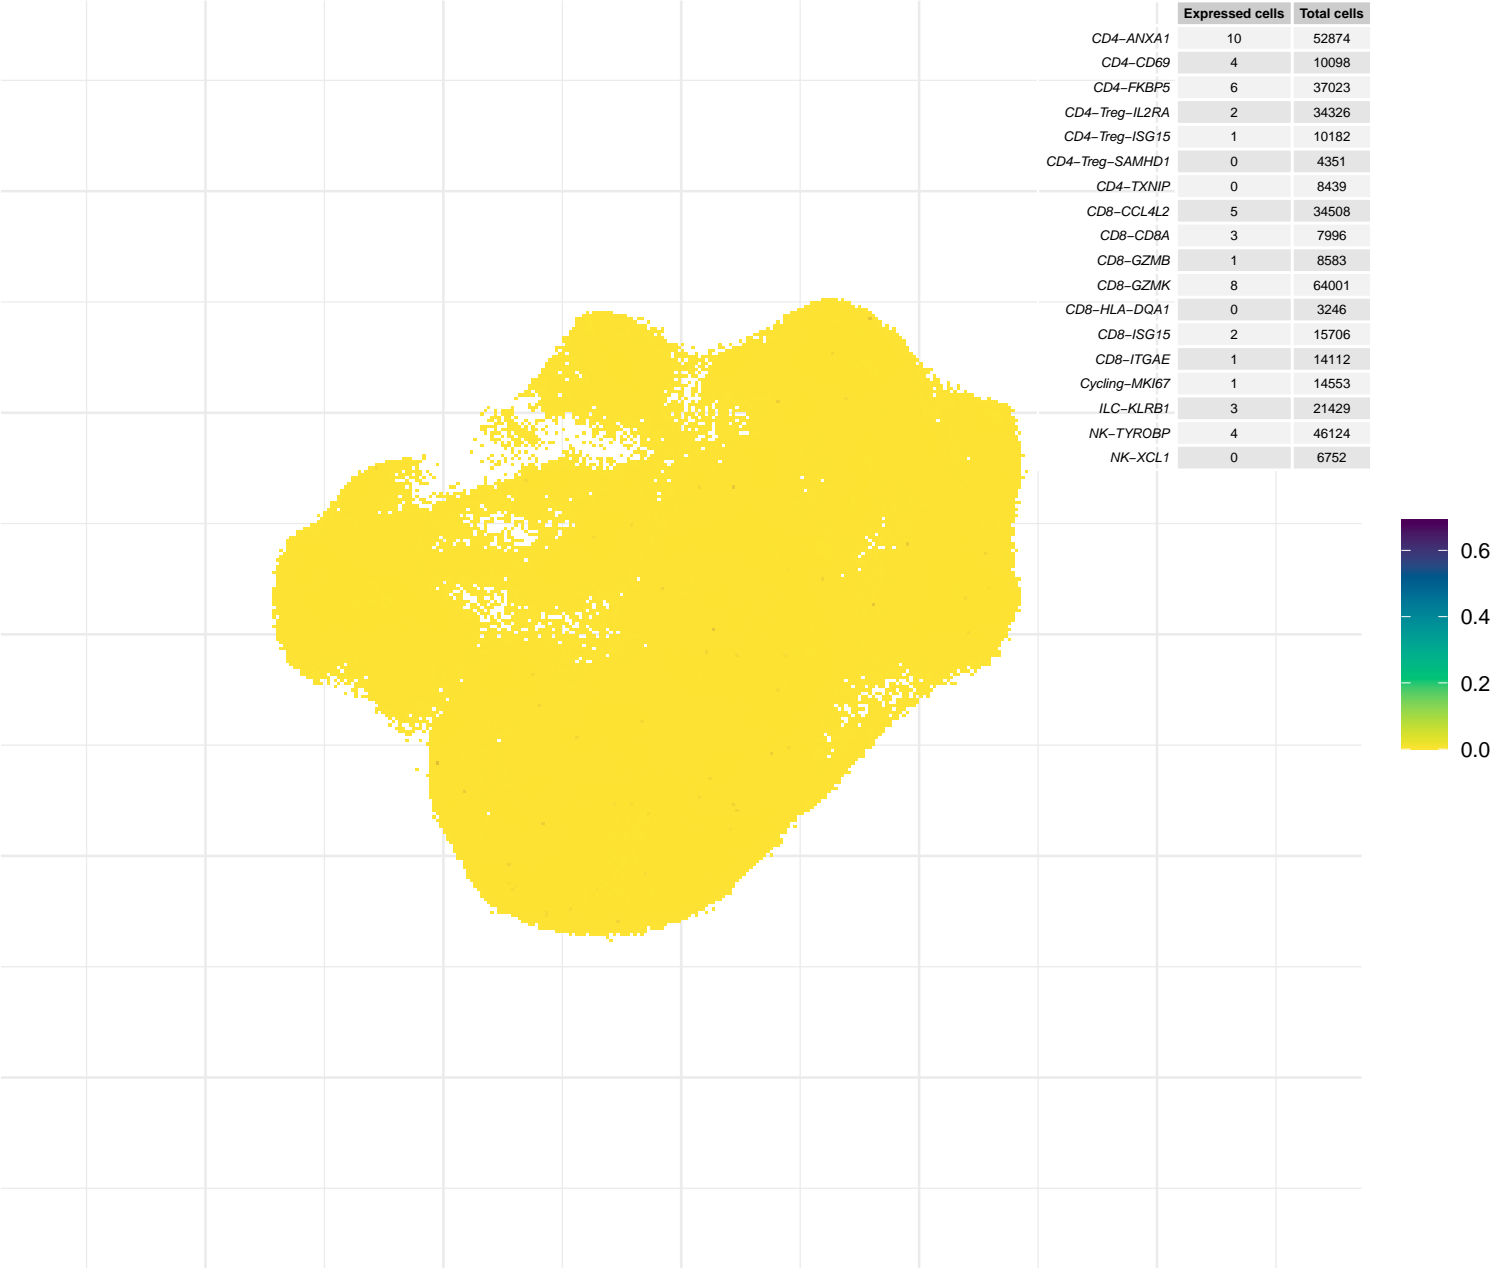 Expressed cells Total cells
CD4−ANXA1 10 52874
CD4−CD69 4 10098
CD4−FKBP5 6 37023
CD4−Treg−IL2RA 2 34326
CD4−Treg−ISG15 1 10182
CD4−Treg−SAMHD1 0 4351
CD4−TXNIP 0 8439
CD8−CCL4L2 5 34508
CD8−CD8A 3 7996
CD8−GZMB 1 8583
CD8−GZMK 8 64001
CD8−HLA−DQA1 0 3246
CD8−ISG15 2 15706
CD8−ITGAE 1 14112
Cycling−MKI67 1 14553
ILC−KLRB1 3 21429
NK−TYROBP 4 46124
NK−XCL1 0 6752
0.6
0.4
0.2
0.0